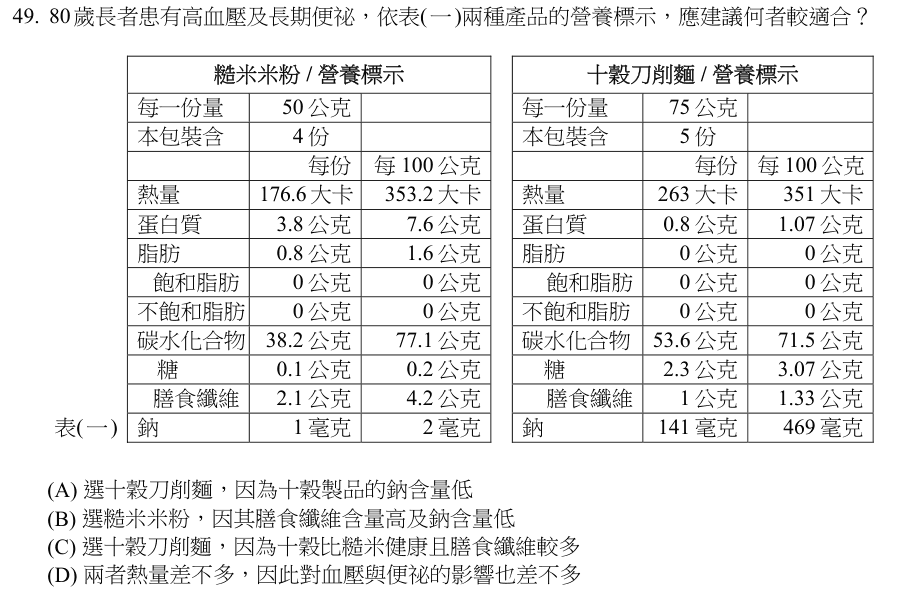 49. 80歲長者患有高血壓及長期便祕，依表(一)兩種產品的營養標示，應建議何者較適合？
糙米米粉 / 營養標示
每一份量 50 公克
本包裝含 4 份
每份 每 100 公克
熱量 176.6 大卡 353.2 大卡
蛋白質 3.8 公克 7.6 公克
脂肪 0.8 公克 1.6 公克
飽和脂肪 0 公克 0 公克
不飽和脂肪 0 公克 0 公克
碳水化合物 38.2 公克 77.1 公克
糖 0.1 公克 0.2 公克
膳食纖維 2.1 公克 4.2 公克
鈉 1 毫克 2 毫克
十穀刀削麵 / 營養標示
每一份量 75 公克
本包裝含 5 份
每份 每 100 公克
熱量 263 大卡 351 大卡
蛋白質 0.8 公克 1.07 公克
脂肪 0 公克 0 公克
飽和脂肪 0 公克 0 公克
不飽和脂肪 0 公克 0 公克
碳水化合物 53.6 公克 71.5 公克
糖 2.3 公克 3.07 公克
膳食纖維 1 公克 1.33 公克
鈉 141 毫克 469 毫克
表(一)
(A) 選十穀刀削麵，因為十穀製品的鈉含量低
(B) 選糙米米粉，因其膳食纖維含量高及鈉含量低
(C) 選十穀刀削麵，因為十穀比糙米健康且膳食纖維較多
(D) 兩者熱量差不多，因此對血壓與便祕的影響也差不多